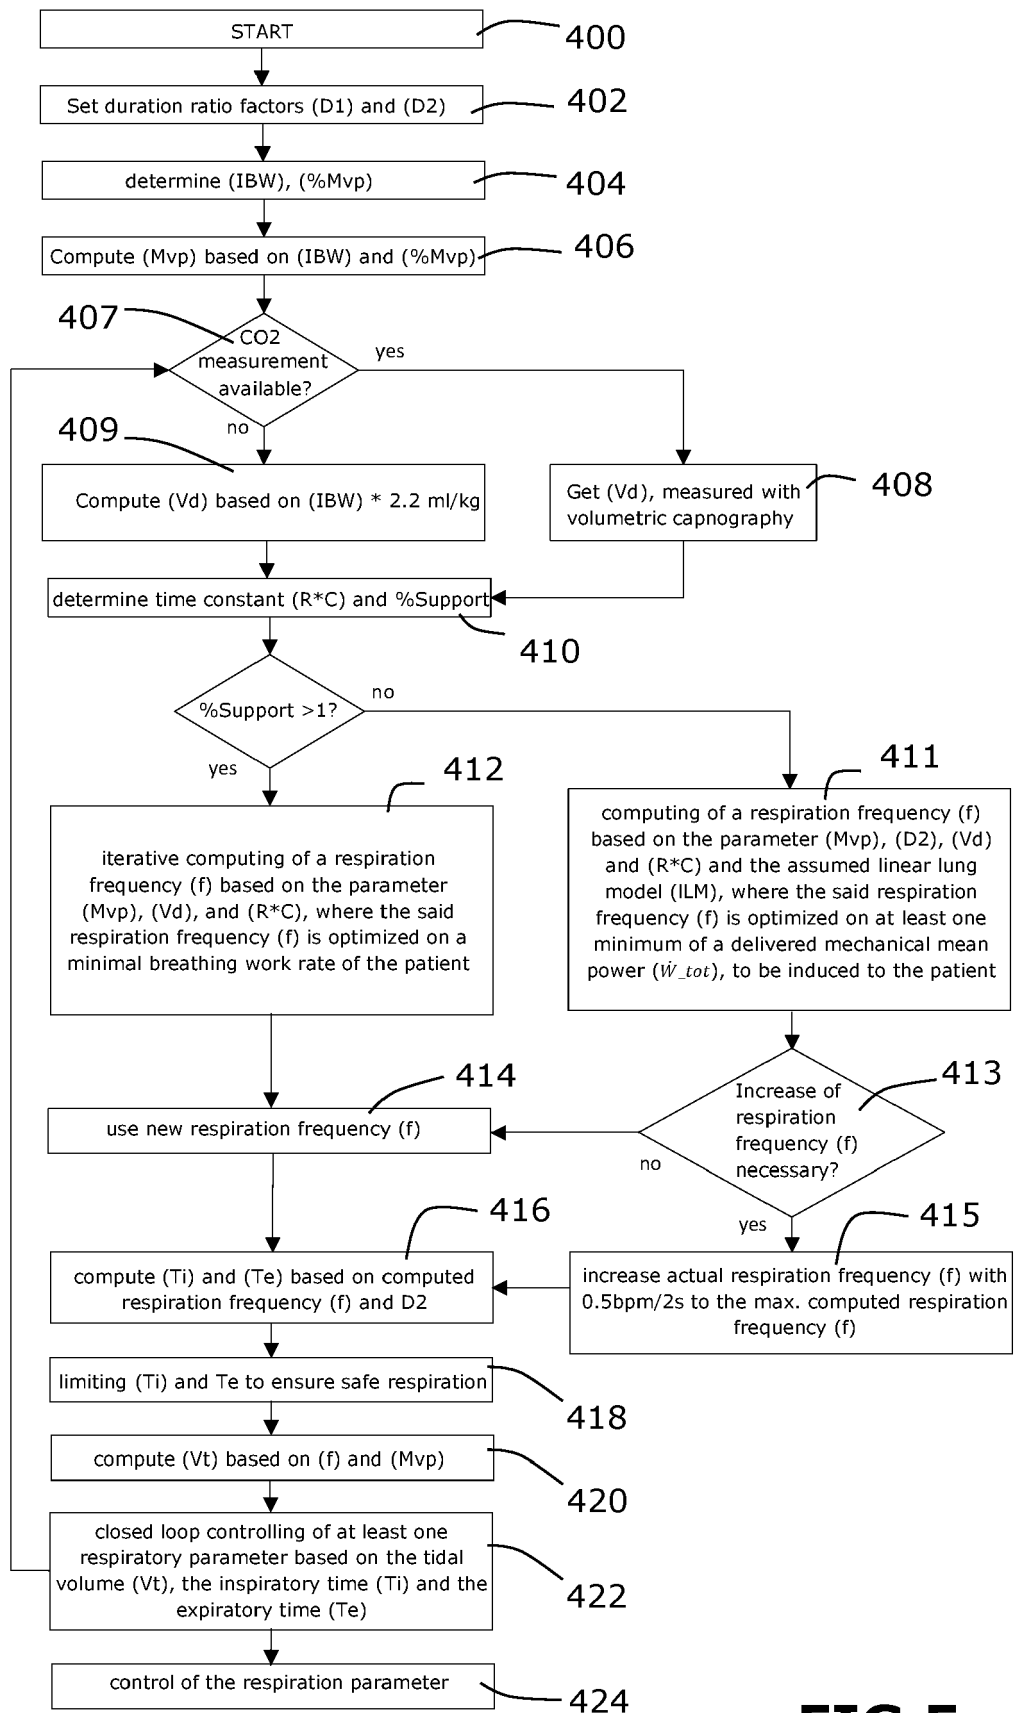 START
400
Set duration ratio factors (D1) and (D2)
402
determine (IBW), (%Mvp)
404
Compute (Mvp) based on (IBW) and (%Mvp)
406
407
CO2
measurement
available?
yes
no
409
Compute (Vd) based on (IBW) * 2.2 ml/kg
Get (Vd), measured with
volumetric capnography
408
determine time constant (R*C) and %Support
410
%Support >1?
no
yes
412
iterative computing of a respiration
frequency (f) based on the parameter
(Mvp), (Vd), and (R*C), where the said
respiration frequency (f) is optimized on a
minimal breathing work rate of the patient
411
computing of a respiration frequency (f)
based on the parameter (Mvp), (D2), (Vd)
and (R*C) and the assumed linear lung
model (ILM), where the said respiration
frequency (f) is optimized on at least one
minimum of a delivered mechanical mean
power (Ẇ_tot), to be induced to the patient
414
use new respiration frequency (f)
413
Increase of
respiration
frequency (f)
necessary?
no
yes
416
compute (Ti) and (Te) based on computed
respiration frequency (f) and D2
415
increase actual respiration frequency (f) with
0.5bpm/2s to the max. computed respiration
frequency (f)
limiting (Ti) and Te to ensure safe respiration
418
compute (Vt) based on (f) and (Mvp)
420
closed loop controlling of at least one
respiratory parameter based on the tidal
volume (Vt), the inspiratory time (Ti) and the
expiratory time (Te)
422
control of the respiration parameter
424